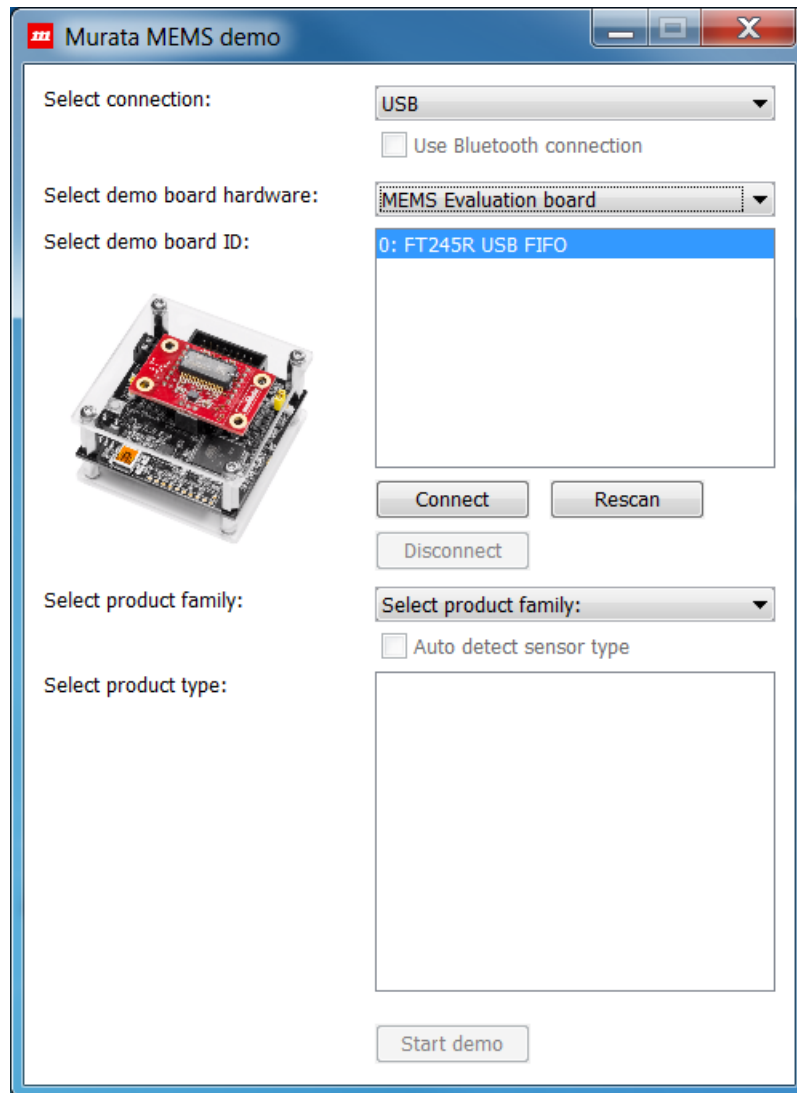 Murata MEMS demo
Select connection:
USB
Use Bluetooth connection
Select demo board hardware:
MEMS Evaluation board
Select demo board ID:
0: FT245R USB FIFO
Connect
Rescan
Disconnect
Select product family:
Select product family:
Auto detect sensor type
Select product type:
Start demo